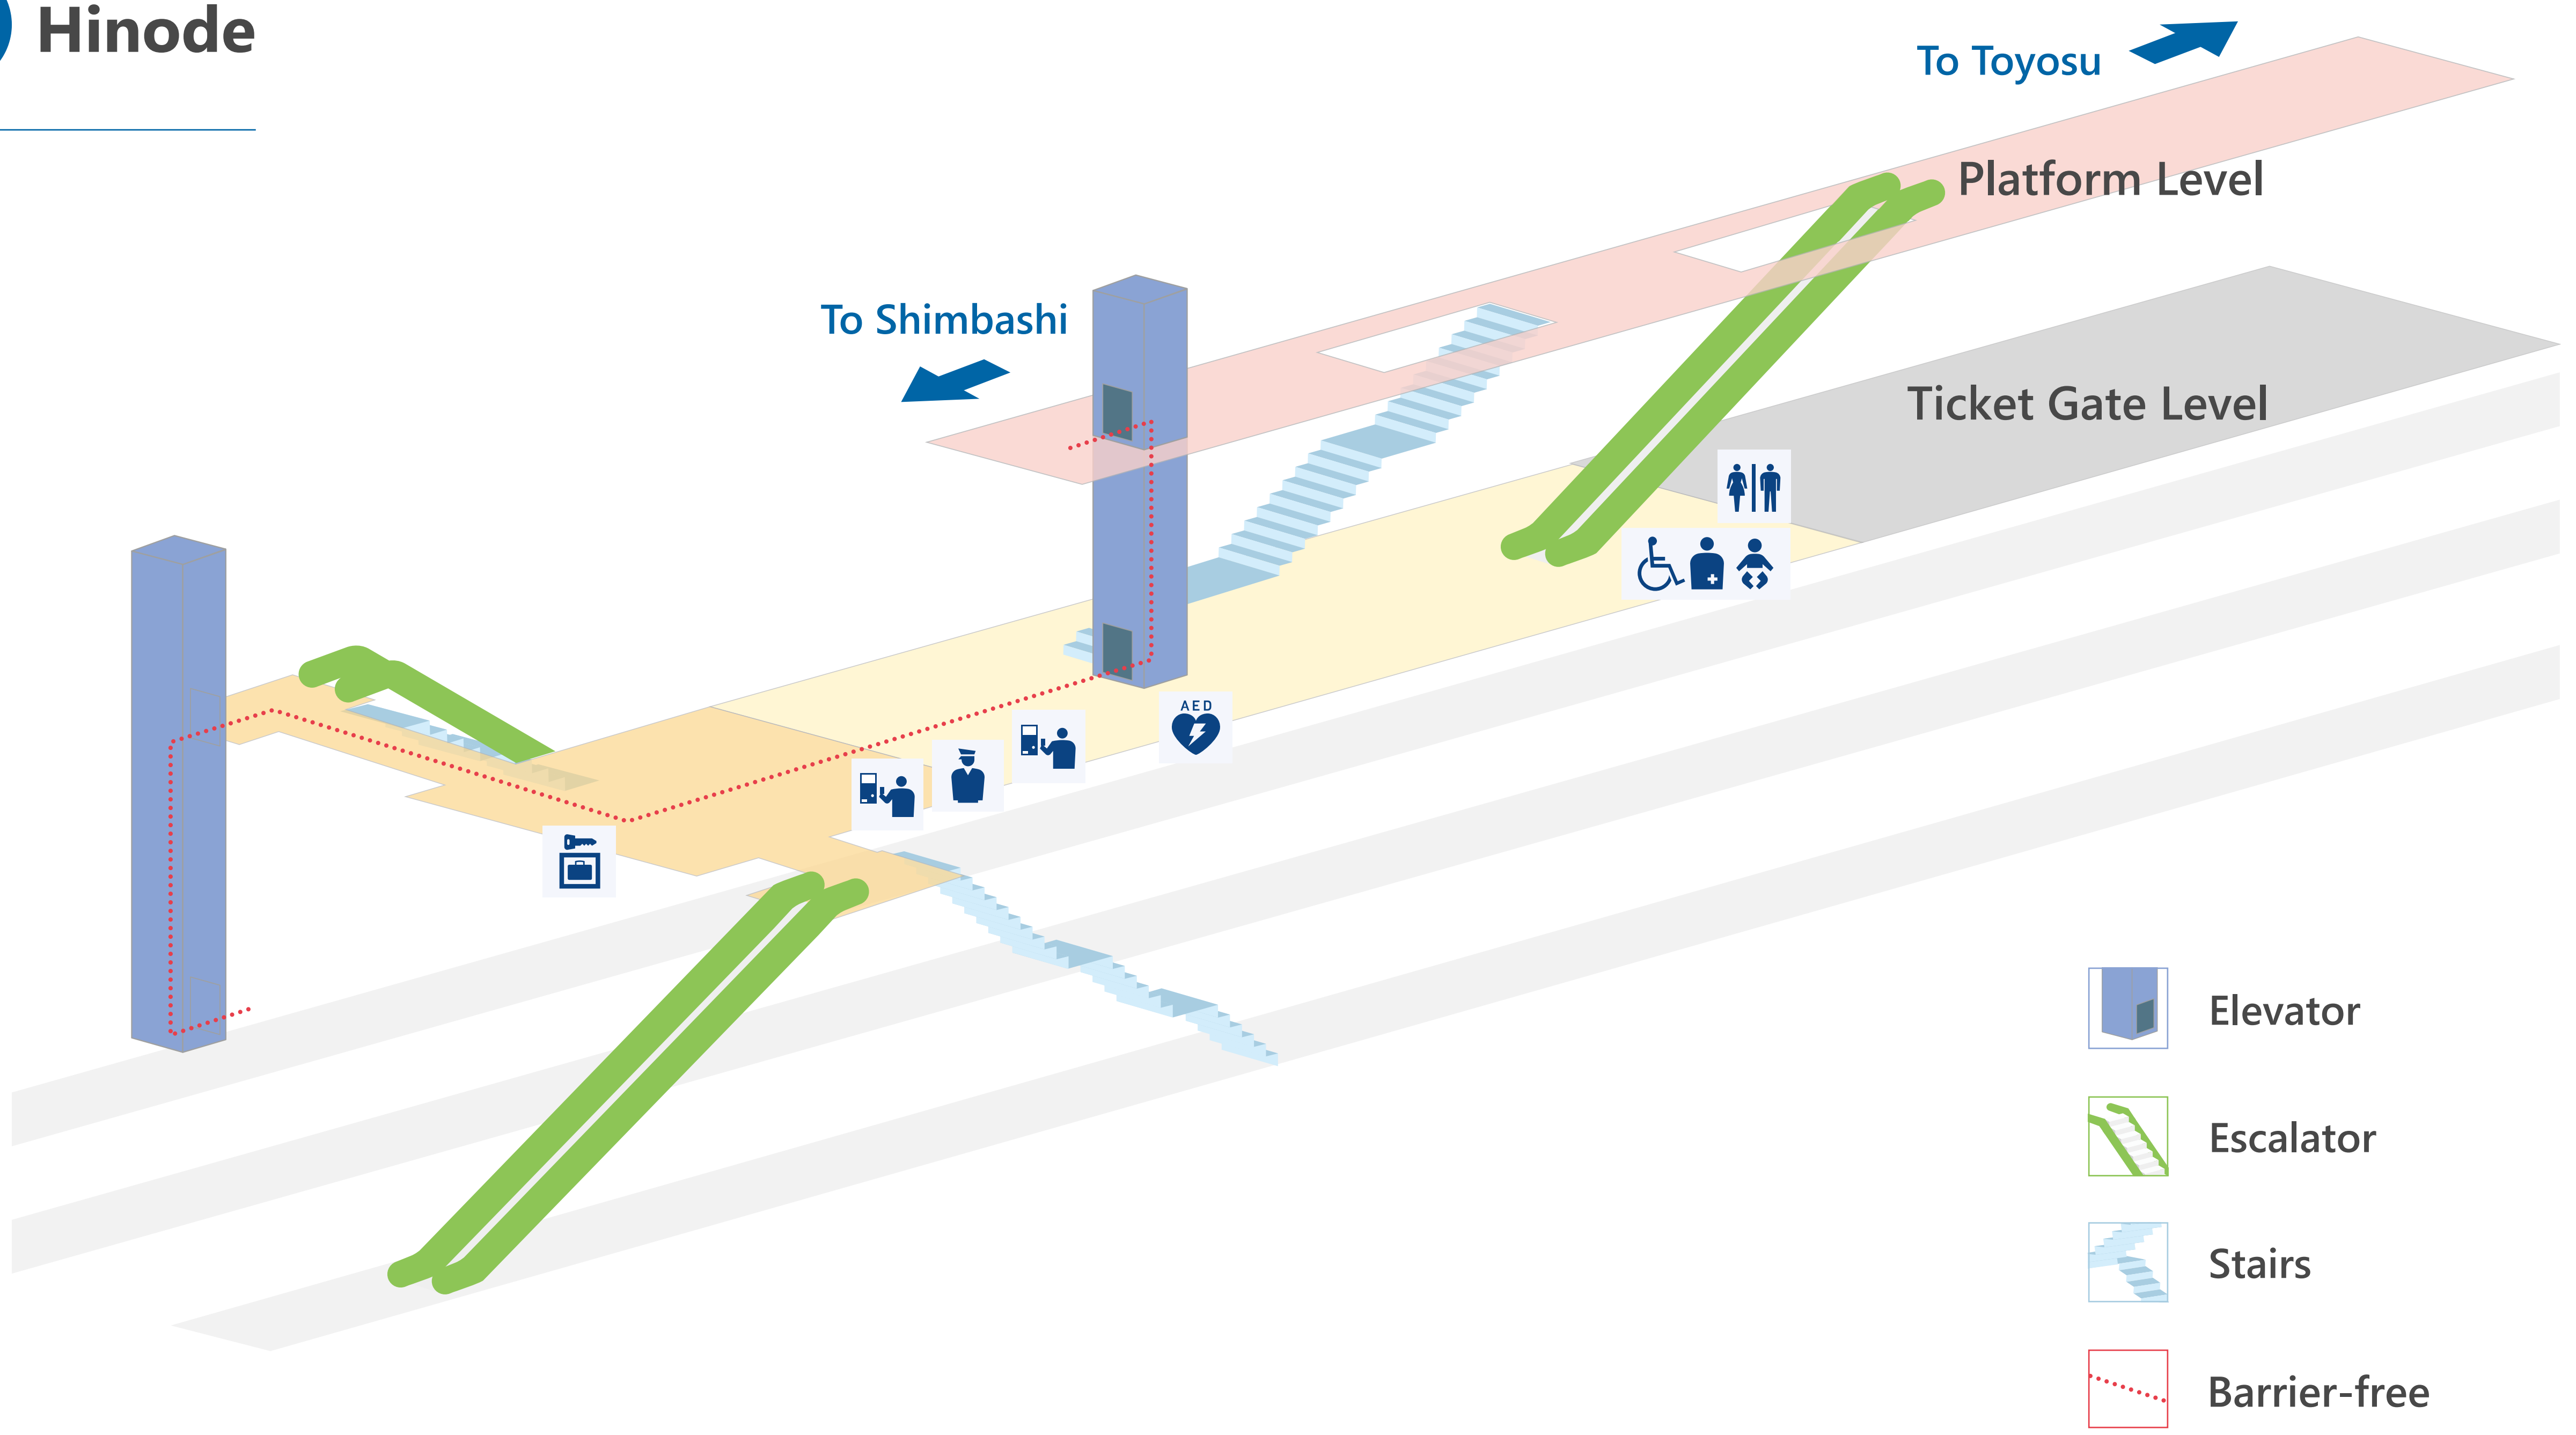 Hinode
To Toyosu
Platform Level
To Shimbashi
Ticket Gate Level
AED
Elevator
Escalator
Stairs
Barrier-free